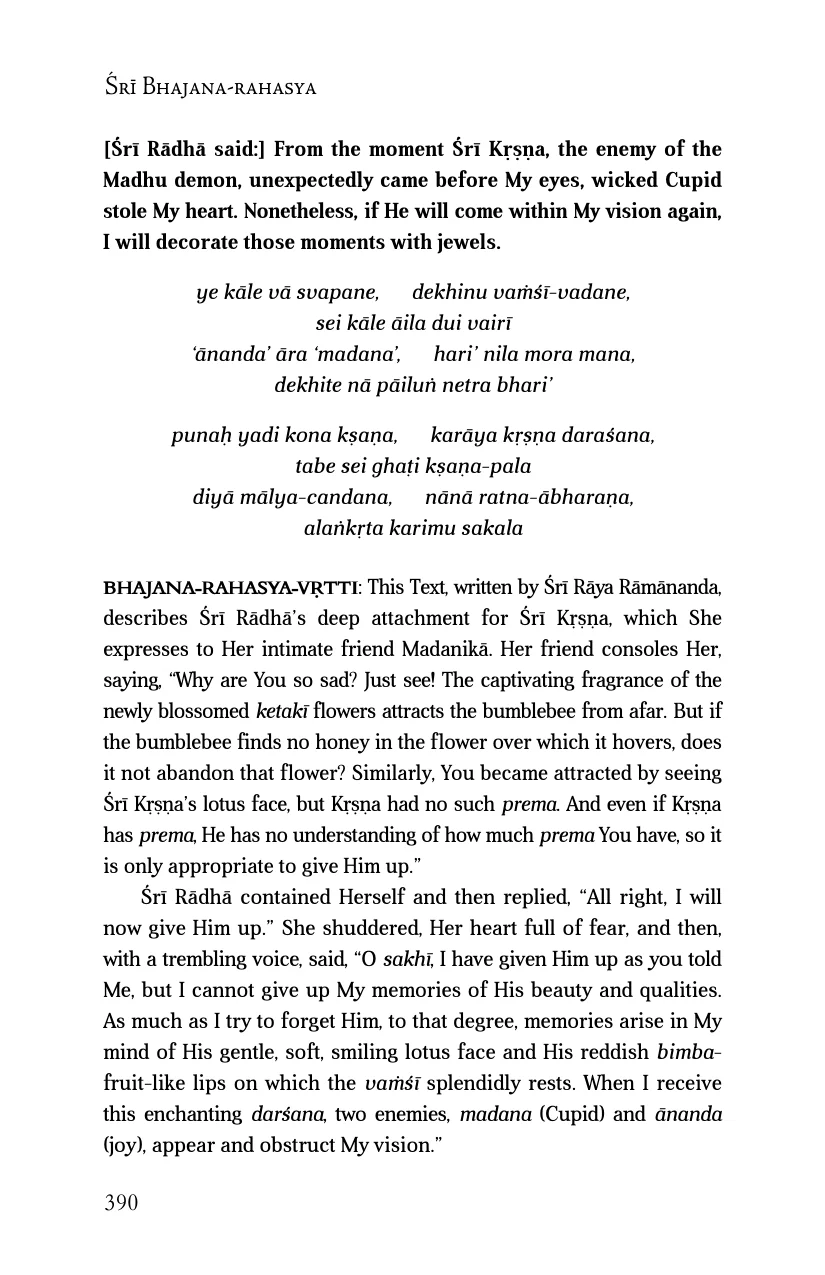 Śrī Bhajana-rahasya
[Śrī Rādhā said:] From the moment Śrī Kṛṣṇa, the enemy of the
Madhu demon, unexpectedly came before My eyes, wicked Cupid
stole My heart. Nonetheless, if He will come within My vision again,
I will decorate those moments with jewels.
ye kāle vā svapane, dekhinu vaṁśī-vadane,
sei kāle āila dui vairī
‘ānanda’ āra ‘madana’, hari’ nila mora mana,
dekhite nā pāiluṅ netra bhari’
punaḥ yadi kona kṣaṇa, karāya kṛṣṇa daraśana,
tabe sei ghaṭi kṣaṇa-pala
diyā mālya-candana, nānā ratna-ābharaṇa,
alaṅkṛta karimu sakala
BHAJANA-RAHASYA-VṚTTI: This Text, written by Śrī Rāya Rāmānanda,
describes Śrī Rādhā’s deep attachment for Śrī Kṛṣṇa, which She
expresses to Her intimate friend Madanikā. Her friend consoles Her,
saying, “Why are You so sad? Just see! The captivating fragrance of the
newly blossomed ketakī flowers attracts the bumblebee from afar. But if
the bumblebee finds no honey in the flower over which it hovers, does
it not abandon that flower? Similarly, You became attracted by seeing
Śrī Kṛṣṇa’s lotus face, but Kṛṣṇa had no such prema. And even if Kṛṣṇa
has prema, He has no understanding of how much prema You have, so it
is only appropriate to give Him up.”
Śrī Rādhā contained Herself and then replied, “All right, I will
now give Him up.” She shuddered, Her heart full of fear, and then,
with a trembling voice, said, “O sakhī, I have given Him up as you told
Me, but I cannot give up My memories of His beauty and qualities.
As much as I try to forget Him, to that degree, memories arise in My
mind of His gentle, soft, smiling lotus face and His reddish bimba-
fruit-like lips on which the vaṁśī splendidly rests. When I receive
this enchanting darśana, two enemies, madana (Cupid) and ānanda
(joy), appear and obstruct My vision.”
390